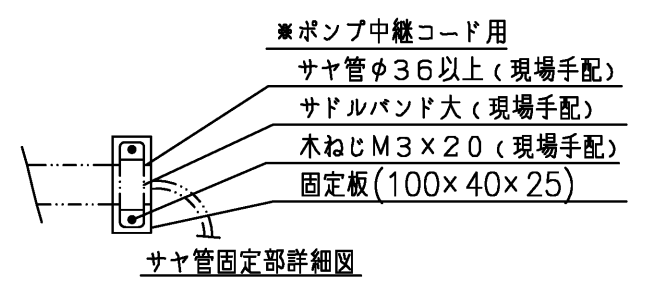 ※ポンプ中継コード用
サヤ管φ36以上(現場手配)
サドルバンド大(現場手配)
木ねじM3×20(現場手配)
固定板(100×40×25)
サヤ管固定部詳細図